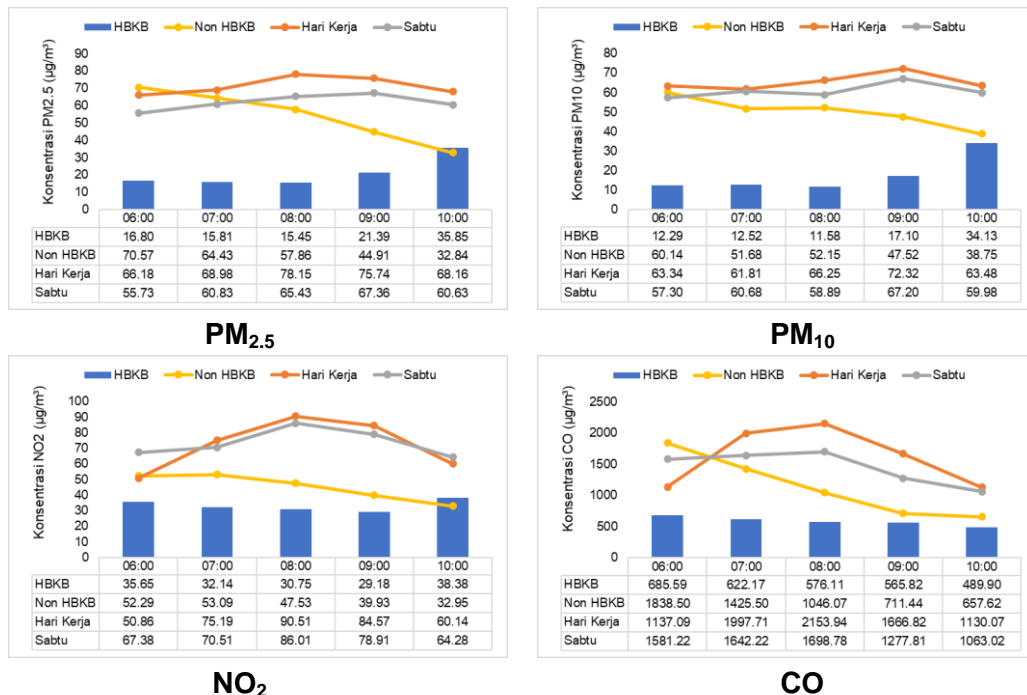 HBKB Non HBKB Hari Kerja Sabtu
Konsentrasi PM2.5 (µg/m³)
90
80
70
60
50
40
30
20
10
0
06:00 07:00 08:00 09:00 10:00
HBKB 16.80 15.81 15.45 21.39 35.85
Non HBKB 70.57 64.43 57.86 44.91 32.84
Hari Kerja 66.18 68.98 78.15 75.74 68.16
Sabtu 55.73 60.83 65.43 67.36 60.63
PM2.5
HBKB Non HBKB Hari Kerja Sabtu
Konsentrasi PM10 (µg/m³)
80
70
60
50
40
30
20
10
0
06:00 07:00 08:00 09:00 10:00
HBKB 12.29 12.52 11.58 17.10 34.13
Non HBKB 60.14 51.68 52.15 47.52 38.75
Hari Kerja 63.34 61.81 66.25 72.32 63.48
Sabtu 57.30 60.68 58.89 67.20 59.98
PM10
HBKB Non HBKB Hari Kerja Sabtu
Konsentrasi NO2 (µg/m³)
100
90
80
70
60
50
40
30
20
10
0
06:00 07:00 08:00 09:00 10:00
HBKB 35.65 32.14 30.75 29.18 38.38
Non HBKB 52.29 53.09 47.53 39.93 32.95
Hari Kerja 50.86 75.19 90.51 84.57 60.14
Sabtu 67.38 70.51 86.01 78.91 64.28
NO2
HBKB Non HBKB Hari Kerja Sabtu
Konsentrasi CO (µg/m³)
2500
2000
1500
1000
500
0
06:00 07:00 08:00 09:00 10:00
HBKB 685.59 622.17 576.11 565.82 489.90
Non HBKB 1838.50 1425.50 1046.07 711.44 657.62
Hari Kerja 1137.09 1997.71 2153.94 1666.82 1130.07
Sabtu 1581.22 1642.22 1698.78 1277.81 1063.02
CO